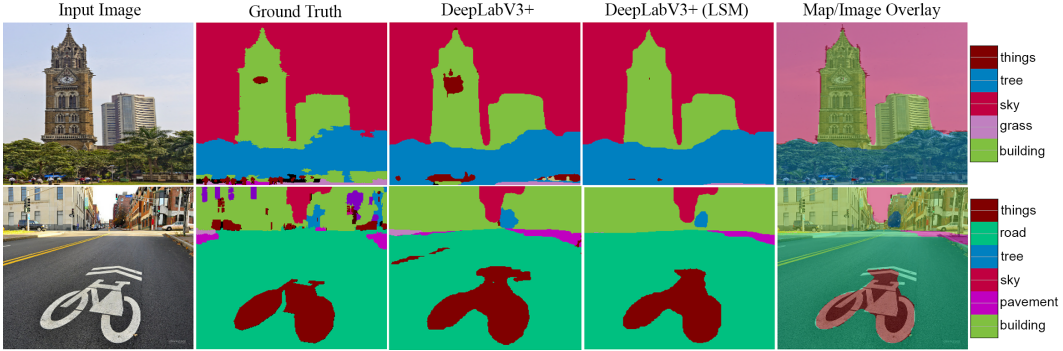 Input Image
Ground Truth
DeepLabV3+
DeepLabV3+ (LSM)
Map/Image Overlay
things
tree
sky
grass
building
things
road
tree
sky
pavement
building